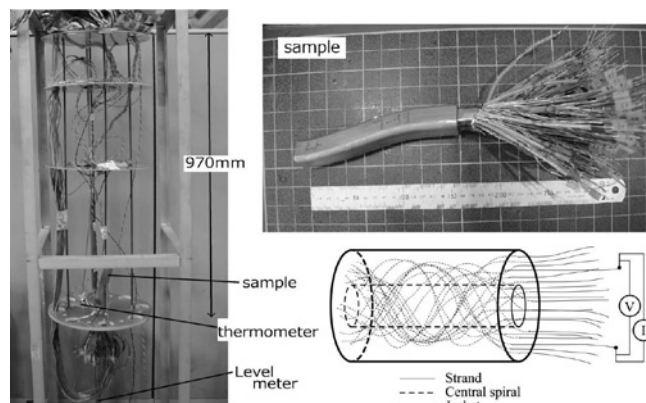 970mm
sample
thermometer
Level
meter
sample
V
I
Strand
Central spiral